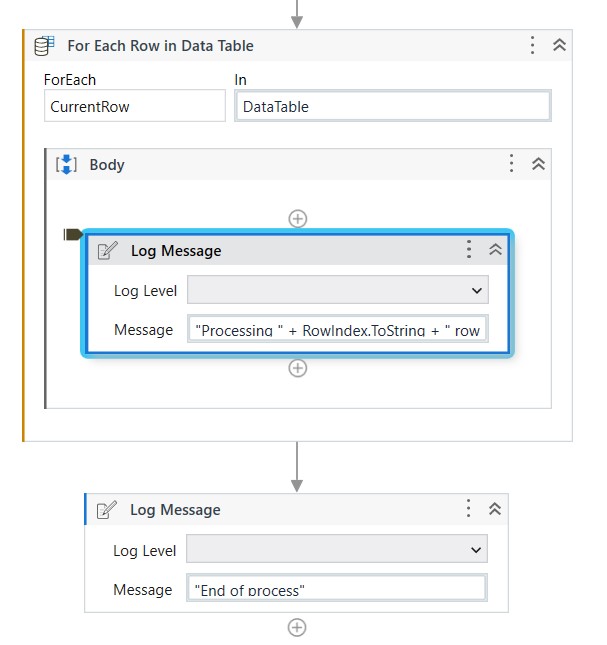 For Each Row in Data Table
ForEach
In
CurrentRow
DataTable
Body
Log Message
Log Level
Message
"Processing " + RowIndex.ToString + " row
Log Message
Log Level
Message
"End of process"